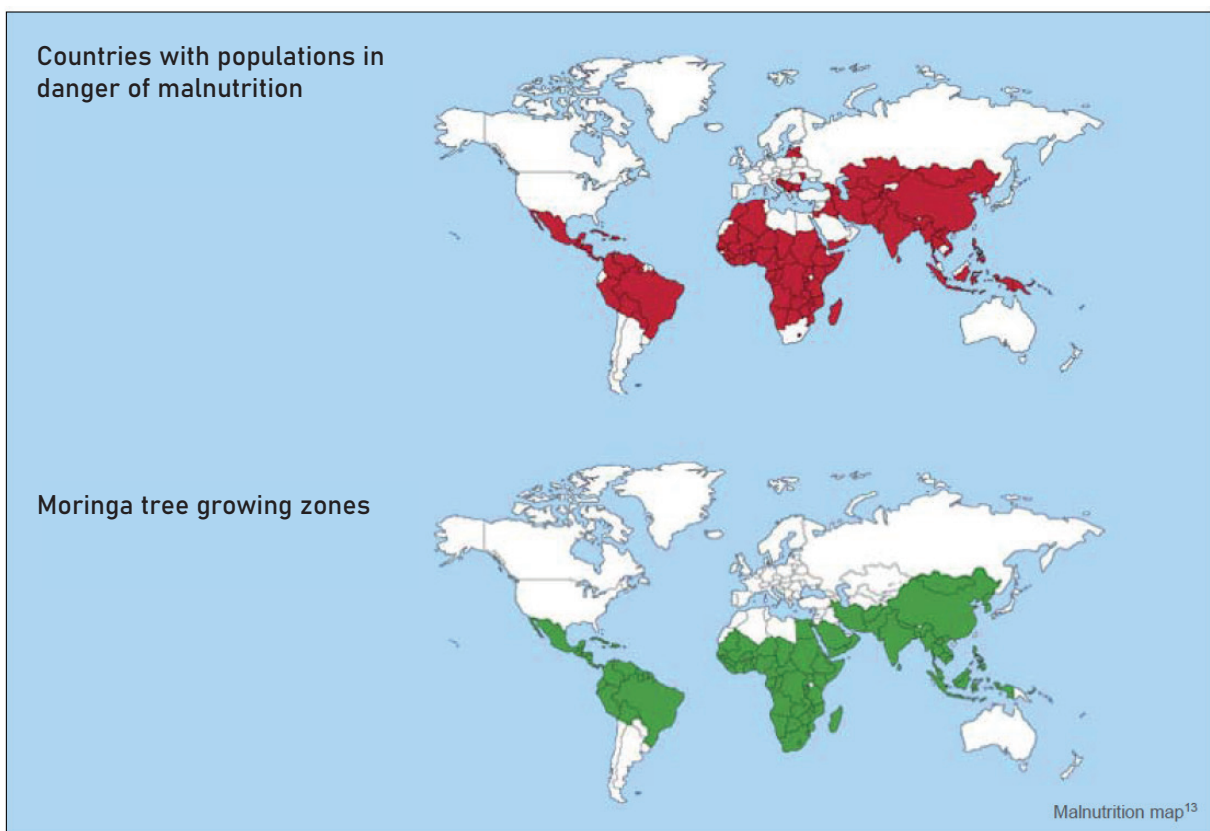 Countries with populations in
danger of malnutrition
Moringa tree growing zones
Malnutrition map13